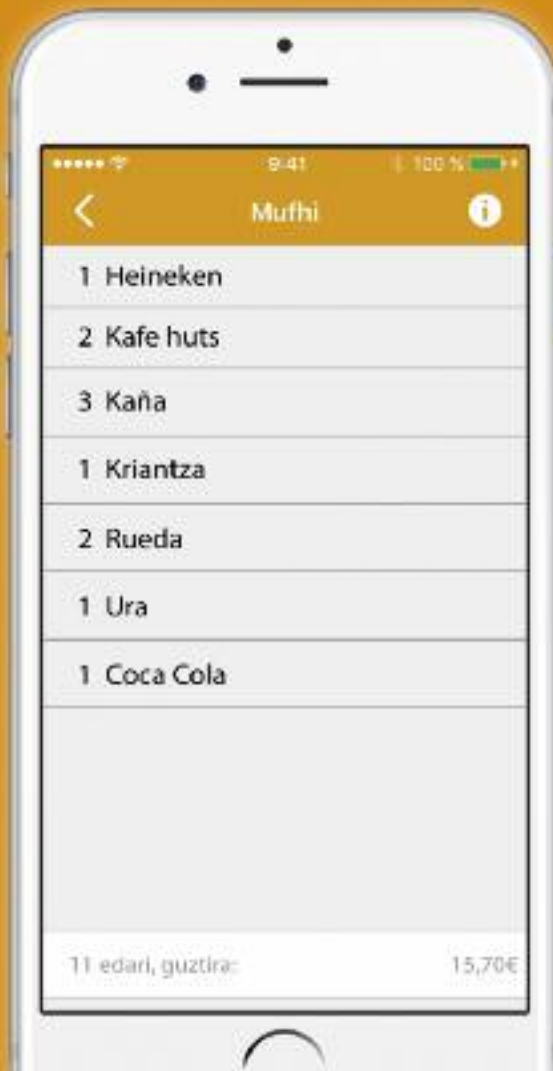 9:41 100 %
Mufhi
1 Heineken
2 Kafe huts
3 Kaña
1 Kriantza
2 Rueda
1 Ura
1 Coca Cola
11 edari, guztira: 15,70€